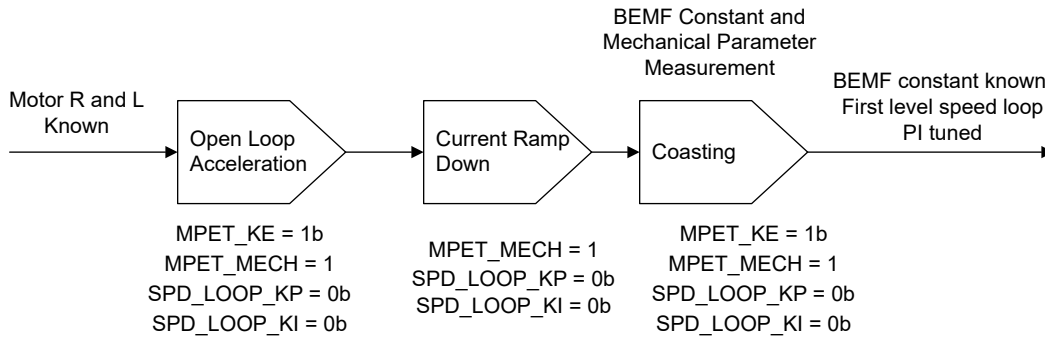 BEMF Constant and
Mechanical Parameter
Measurement
Motor R and L
Known
Open Loop
Acceleration
Current Ramp
Down
Coasting
BEMF constant known
First level speed loop
PI tuned
MPET_KE = 1b
MPET_MECH = 1
SPD_LOOP_KP = 0b
SPD_LOOP_KI = 0b
MPET_MECH = 1
SPD_LOOP_KP = 0b
SPD_LOOP_KI = 0b
MPET_KE = 1b
MPET_MECH = 1
SPD_LOOP_KP = 0b
SPD_LOOP_KI = 0b